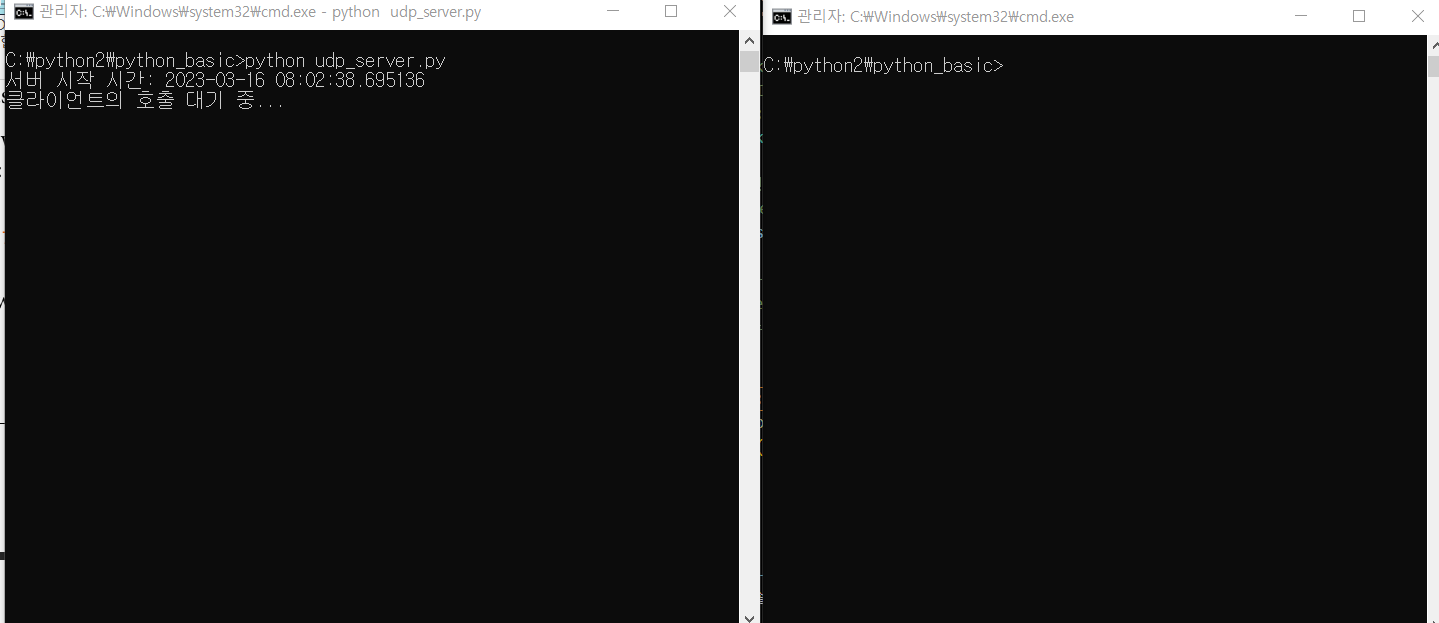 관리자: C:₩Windows₩system32₩cmd.exe - python  udp_server.py
C:₩python2₩python_basic>python udp_server.py
서버 시작 시간: 2023-03-16 08:02:38.695136
클라이언트의 호출 대기 중...
관리자: C:₩Windows₩system32₩cmd.exe
C:₩python2₩python_basic>